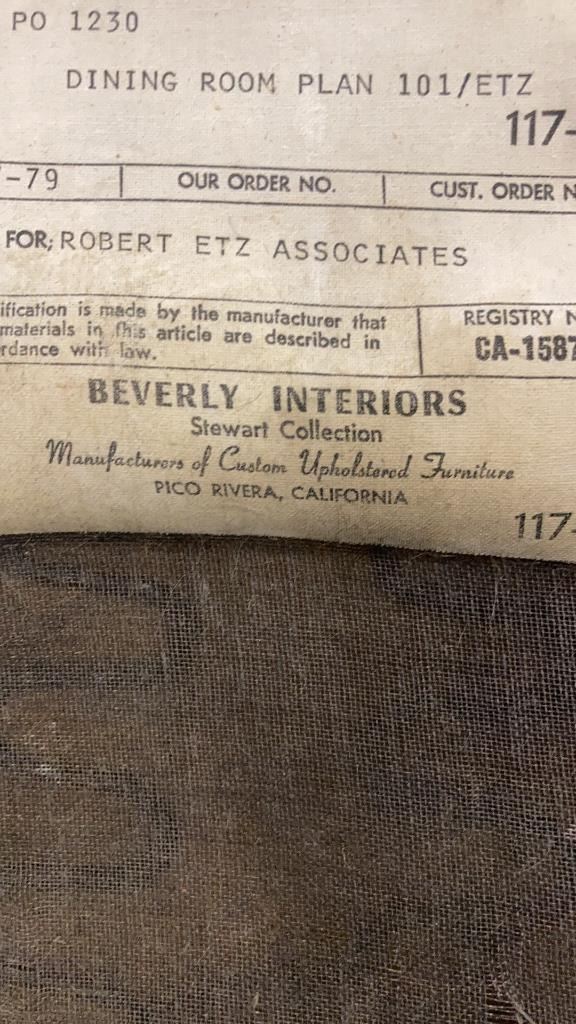 PO 1230
DINING ROOM PLAN 101/ETZ
117-
-79
OUR ORDER NO.
CUST. ORDER N
FOR; ROBERT ETZ ASSOCIATES
ification is made by the manufacturer that
materials in this article are described in
rdance with law.
REGISTRY N
CA-1587
BEVERLY INTERIORS
Stewart Collection
Manufacturers of Custom Upholstered Furniture
PICO RIVERA, CALIFORNIA
117-